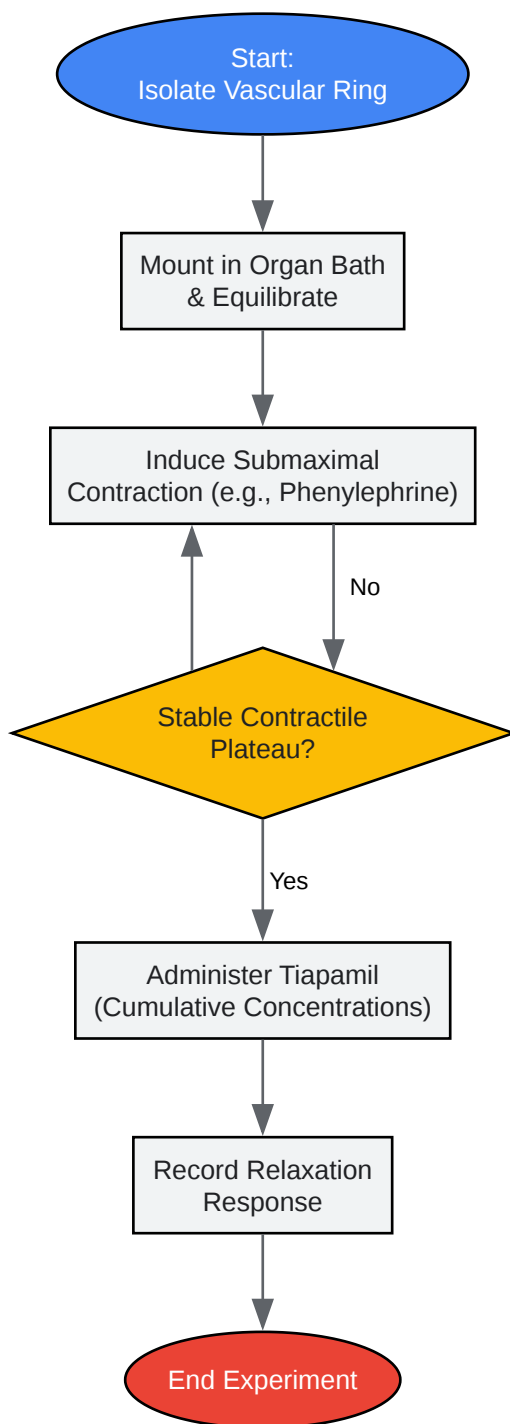 Start:
Isolate Vascular Ring
Mount in Organ Bath
& Equilibrate
Induce Submaximal
Contraction (e.g., Phenylephrine)
No
Stable Contractile
Plateau?
Yes
Administer Tiapamil
(Cumulative Concentrations)
Record Relaxation
Response
End Experiment